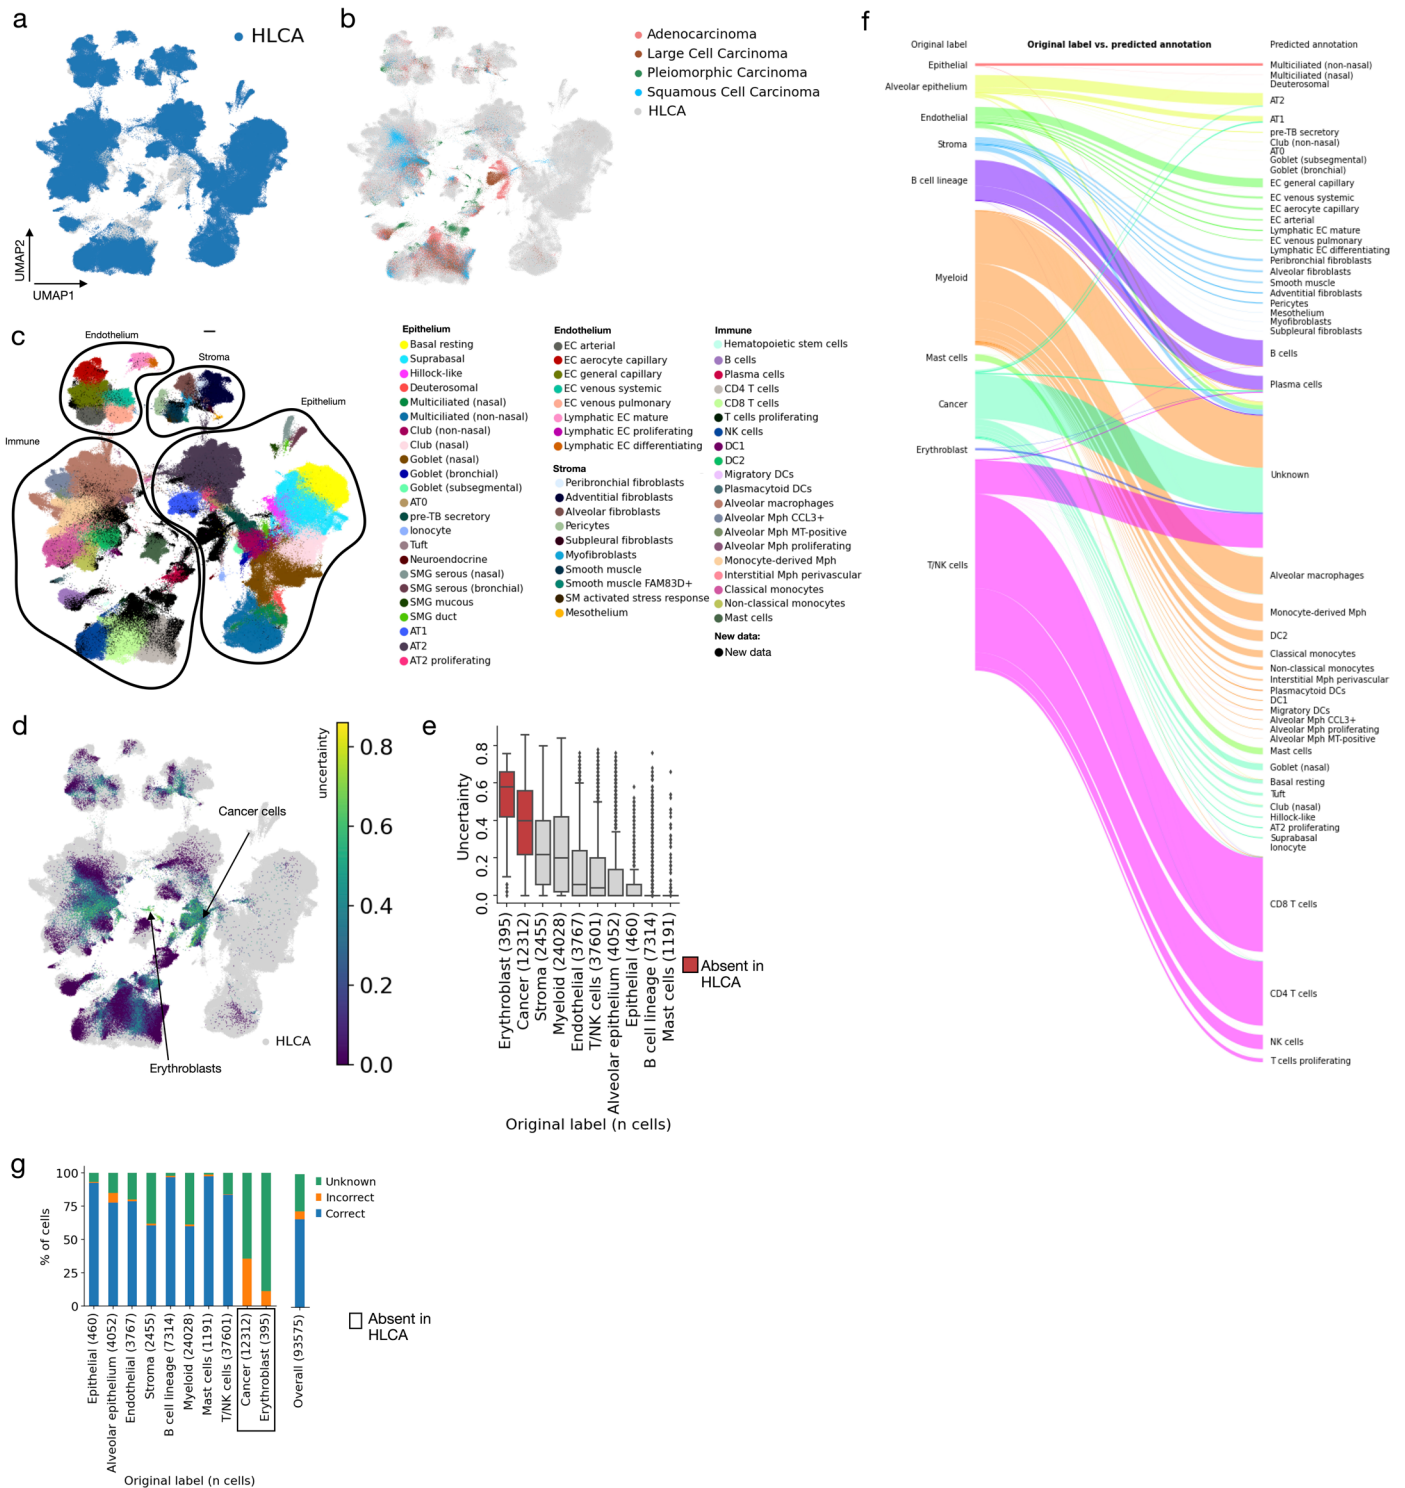 a
HLCA
UMAP2
UMAP1
b
Adenocarcinoma
Large Cell Carcinoma
Pleiomorphic Carcinoma
Squamous Cell Carcinoma
HLCA
c
Endothelium
Stroma
Epithelium
Immune
Epithelium
Basal resting
Suprabasal
Hillock-like
Deuterosomal
Multiciliated (nasal)
Multiciliated (non-nasal)
Club (non-nasal)
Club (nasal)
Goblet (nasal)
Goblet (bronchial)
Goblet (subsegmental)
AT0
pre-TB secretory
Ionocyte
Tuft
Neuroendocrine
SMG serous (nasal)
SMG serous (bronchial)
SMG mucous
SMG duct
AT1
AT2
AT2 proliferating
Endothelium
EC arterial
EC aerocyte capillary
EC general capillary
EC venous systemic
EC venous pulmonary
Lymphatic EC mature
Lymphatic EC proliferating
Lymphatic EC differentiating
Stroma
Peribronchial fibroblasts
Adventitial fibroblasts
Alveolar fibroblasts
Pericytes
Subpleural fibroblasts
Myofibroblasts
Smooth muscle
Smooth muscle FAM83D+
SM activated stress response
Mesothelium
Immune
Hematopoietic stem cells
B cells
Plasma cells
CD4 T cells
CD8 T cells
T cells proliferating
NK cells
DC1
DC2
Migratory DCs
Plasmacytoid DCs
Alveolar macrophages
Alveolar Mph CCL3+
Alveolar Mph MT-positive
Alveolar Mph proliferating
Monocyte-derived Mph
Interstitial Mph perivascular
Classical monocytes
Non-classical monocytes
Mast cells
New data:
New data
d
Cancer cells
Erythroblasts
HLCA
uncertainty
0.8
0.6
0.4
0.2
0.0
e
Uncertainty
0.8
0.6
0.4
0.2
0.0
Erythroblast (395)
Cancer (12312)
Stroma (2455)
Myeloid (24028)
Endothelial (3767)
T/NK cells (37601)
Alveolar epithelium (4052)
Epithelial (460)
B cell lineage (7314)
Mast cells (1191)
Original label (n cells)
Absent in
HLCA
f
Original label
Original label vs. predicted annotation
Predicted annotation
Epithelial
Alveolar epithelium
Endothelial
Stroma
B cell lineage
Myeloid
Mast cells
Cancer
Erythroblast
T/NK cells
Multiciliated (non-nasal)
Multiciliated (nasal)
Deuterosomal
AT2
AT1
pre-TB secretory
Club (non-nasal)
AT0
Goblet (subsegmental)
Goblet (bronchial)
EC general capillary
EC venous systemic
EC aerocyte capillary
EC arterial
Lymphatic EC mature
EC venous pulmonary
Lymphatic EC differentiating
Peribronchial fibroblasts
Alveolar fibroblasts
Smooth muscle
Adventitial fibroblasts
Pericytes
Mesothelium
Myofibroblasts
Subpleural fibroblasts
B cells
Plasma cells
Unknown
Alveolar macrophages
Monocyte-derived Mph
DC2
Classical monocytes
Non-classical monocytes
Interstitial Mph perivascular
Plasmacytoid DCs
DC1
Migratory DCs
Alveolar Mph CCL3+
Alveolar Mph proliferating
Alveolar Mph MT-positive
Mast cells
Goblet (nasal)
Basal resting
Tuft
Club (nasal)
Hillock-like
AT2 proliferating
Suprabasal
Ionocyte
CD8 T cells
CD4 T cells
NK cells
T cells proliferating
g
% of cells
100
75
50
25
0
Unknown
Incorrect
Correct
Epithelial (460)
Alveolar epithelium (4052)
Endothelial (3767)
Stroma (2455)
B cell lineage (7314)
Myeloid (24028)
Mast cells (1191)
T/NK cells (37601)
Cancer (12312)
Erythroblast (395)
Overall (93575)
Absent in
HLCA
Original label (n cells)